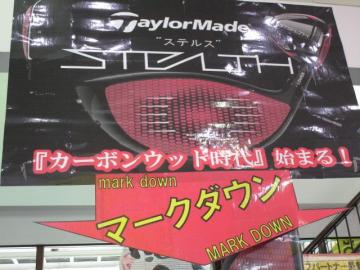 TaylorMade
"ステルス"
STEALTH
『カーボンウッド時代』始まる！
mark down
マークダウン
MARK DOWN